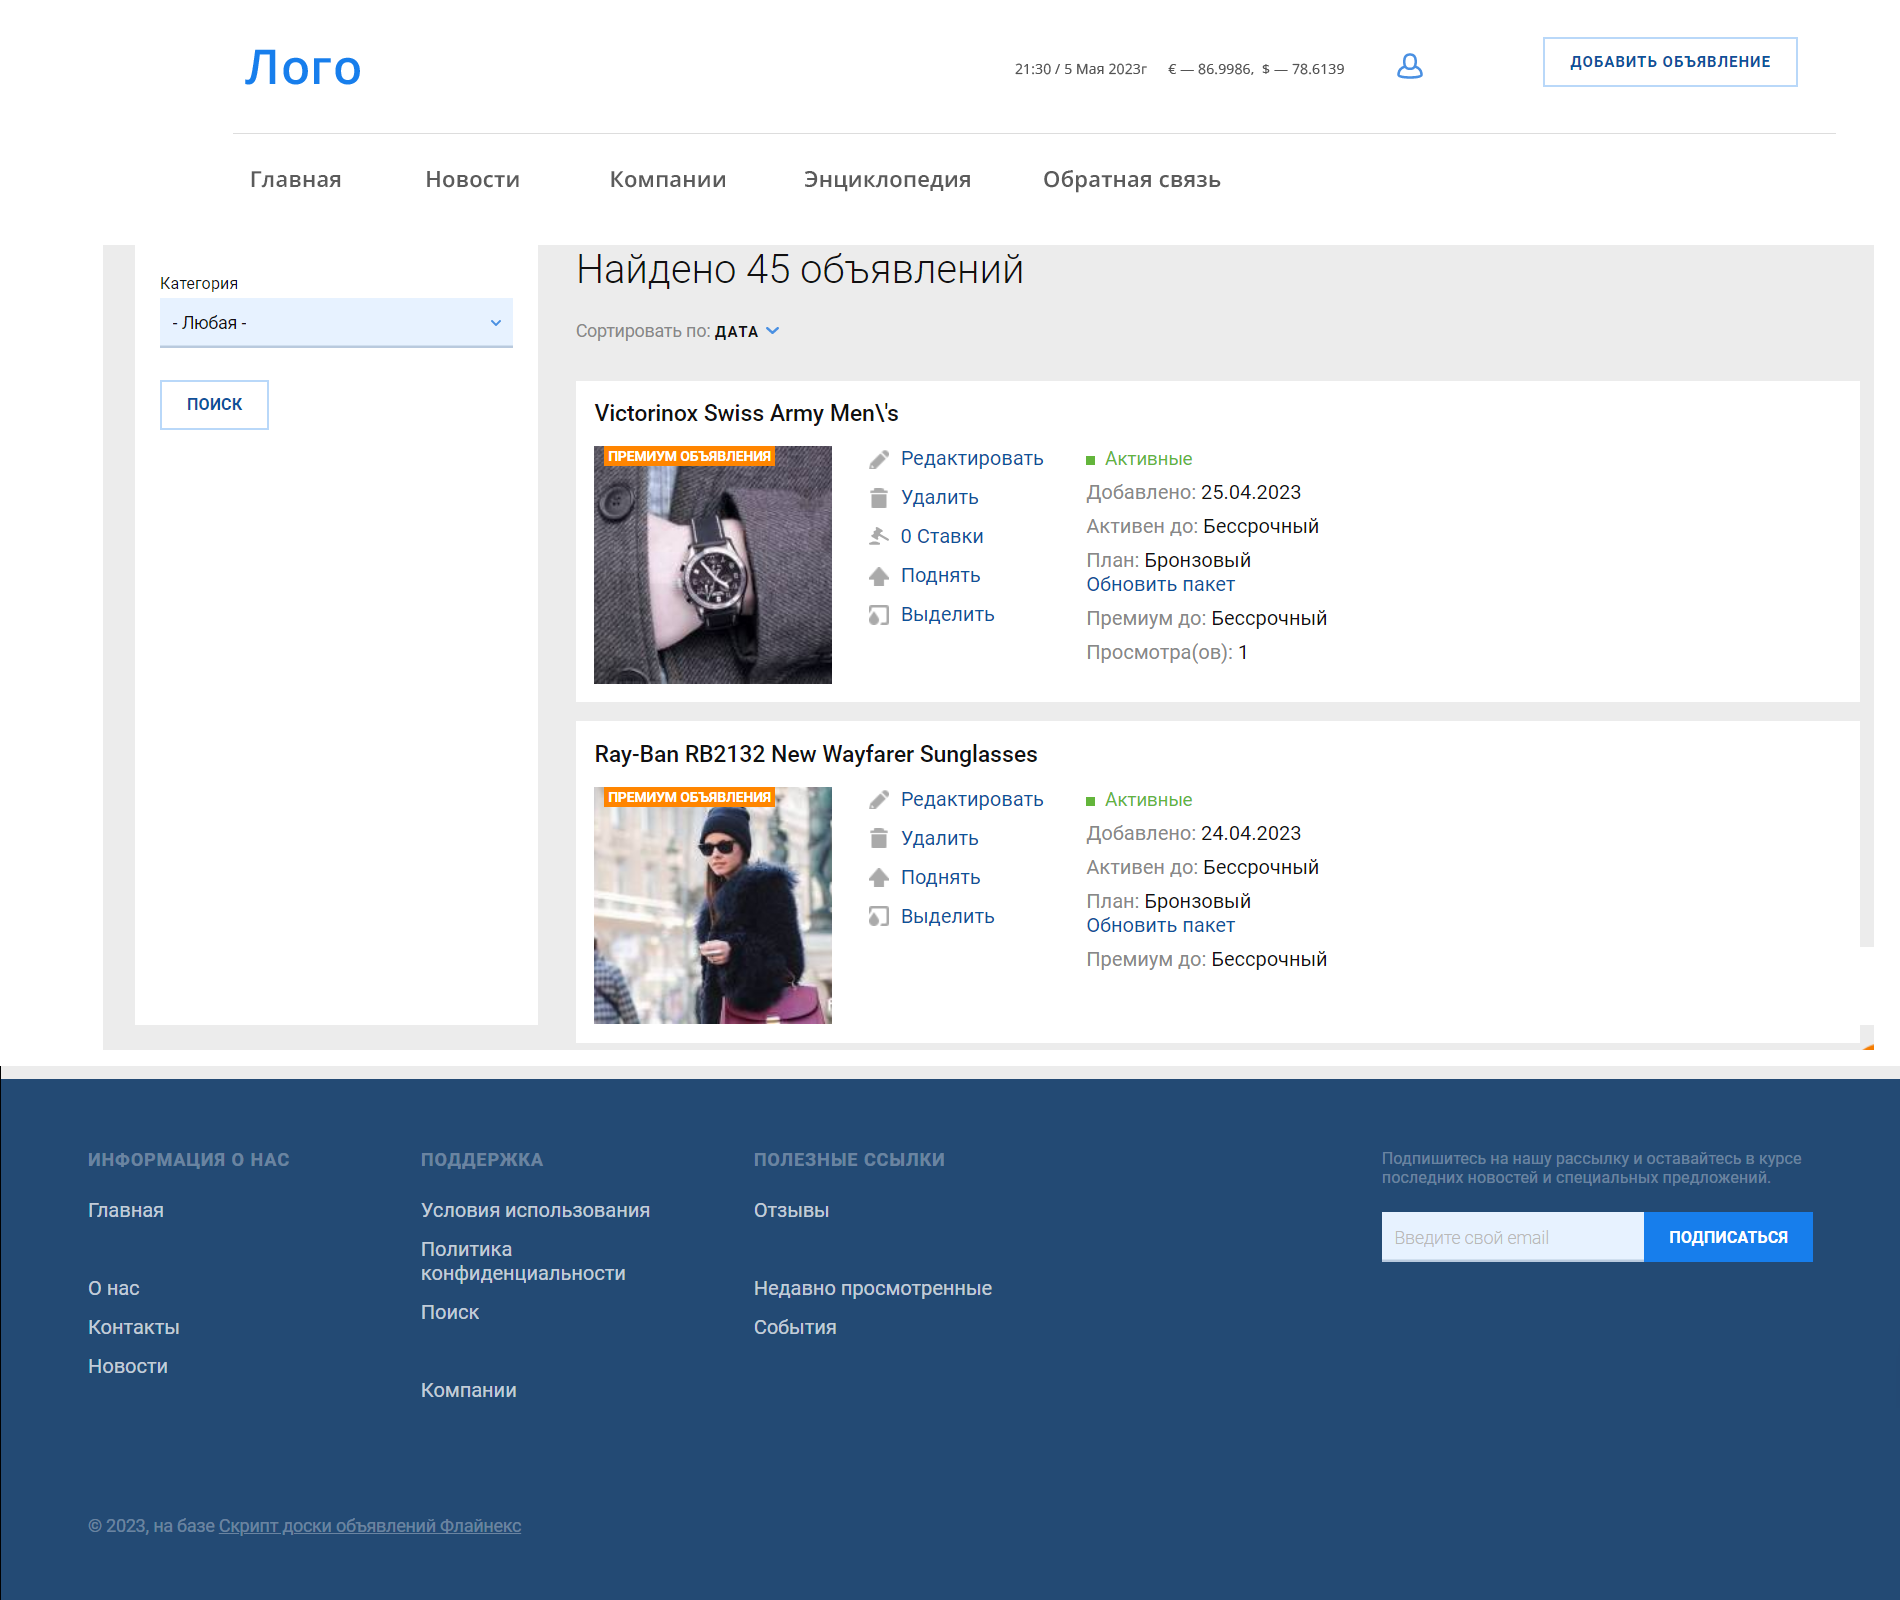 Лого
21:30 / 5 Мая 2023г € — 86.9986, $ — 78.6139
ДОБАВИТЬ ОБЪЯВЛЕНИЕ
Главная Новости Компании Энциклопедия Обратная связь
Категория
- Любая -
ПОИСК
Найдено 45 объявлений
Сортировать по: ДАТА
Victorinox Swiss Army Men\'s
ПРЕМИУМ ОБЪЯВЛЕНИЯ
Редактировать
Удалить
0 Ставки
Поднять
Выделить
Активные
Добавлено: 25.04.2023
Активен до: Бессрочный
План: Бронзовый
Обновить пакет
Премиум до: Бессрочный
Просмотра(ов): 1
Ray-Ban RB2132 New Wayfarer Sunglasses
ПРЕМИУМ ОБЪЯВЛЕНИЯ
Редактировать
Удалить
Поднять
Выделить
Активные
Добавлено: 24.04.2023
Активен до: Бессрочный
План: Бронзовый
Обновить пакет
Премиум до: Бессрочный
ИНФОРМАЦИЯ О НАС
Главная
О нас
Контакты
Новости
ПОДДЕРЖКА
Условия использования
Политика
конфиденциальности
Поиск
Компании
ПОЛЕЗНЫЕ ССЫЛКИ
Отзывы
Недавно просмотренные
События
Подпишитесь на нашу рассылку и оставайтесь в курсе
последних новостей и специальных предложений.
Введите свой email
ПОДПИСАТЬСЯ
© 2023, на базе Скрипт доски объявлений Флайнекс